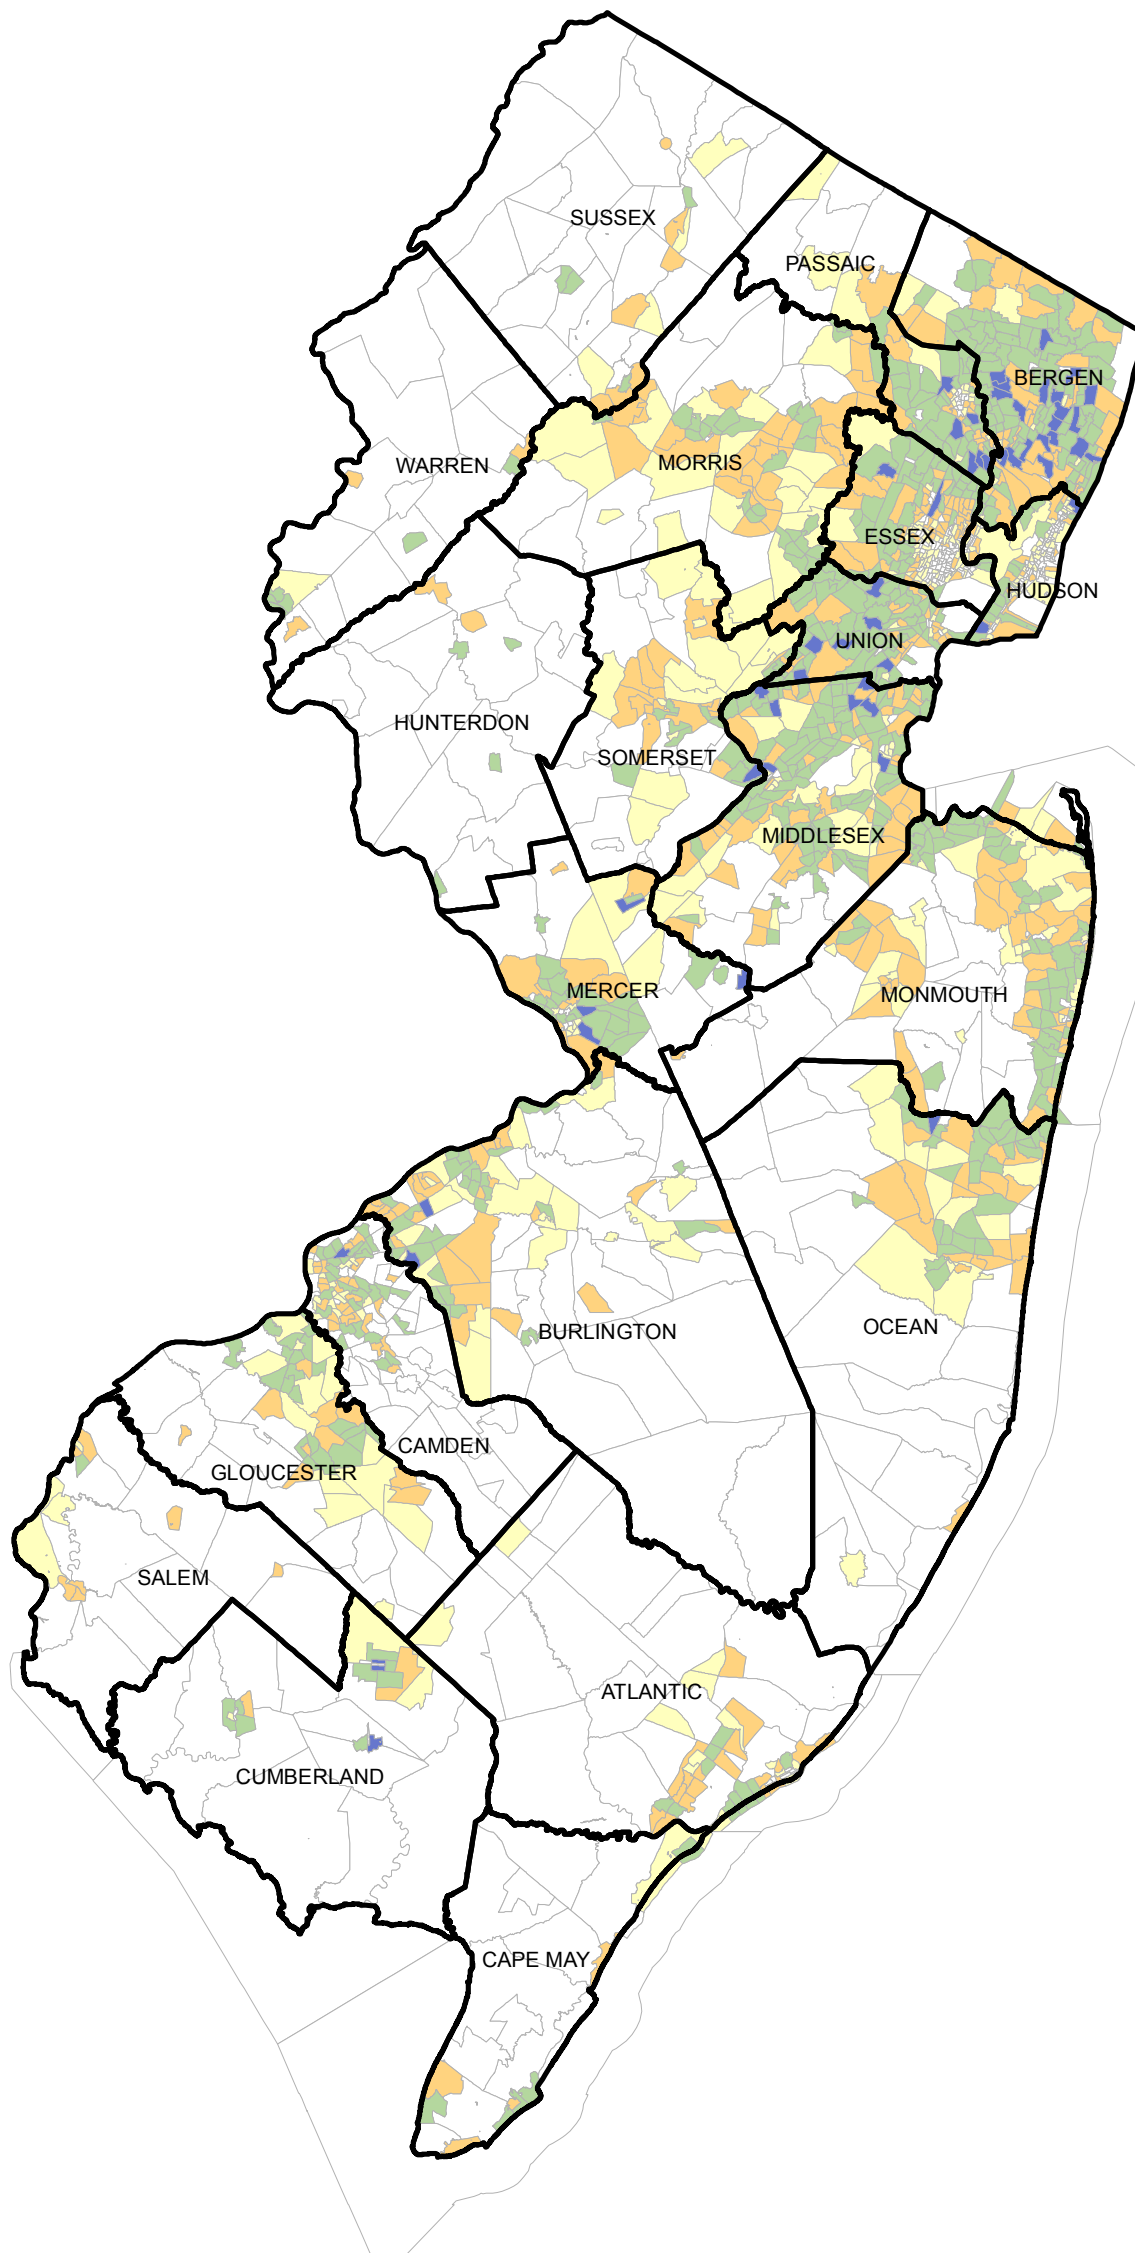 SUSSEX
PASSAIC
BERGEN
WARREN
MORRIS
ESSEX
HUDSON
UNION
HUNTERDON
SOMERSET
MIDDLESEX
MERCER
MONMOUTH
OCEAN
BURLINGTON
CAMDEN
GLOUCESTER
SALEM
ATLANTIC
CUMBERLAND
CAPE MAY